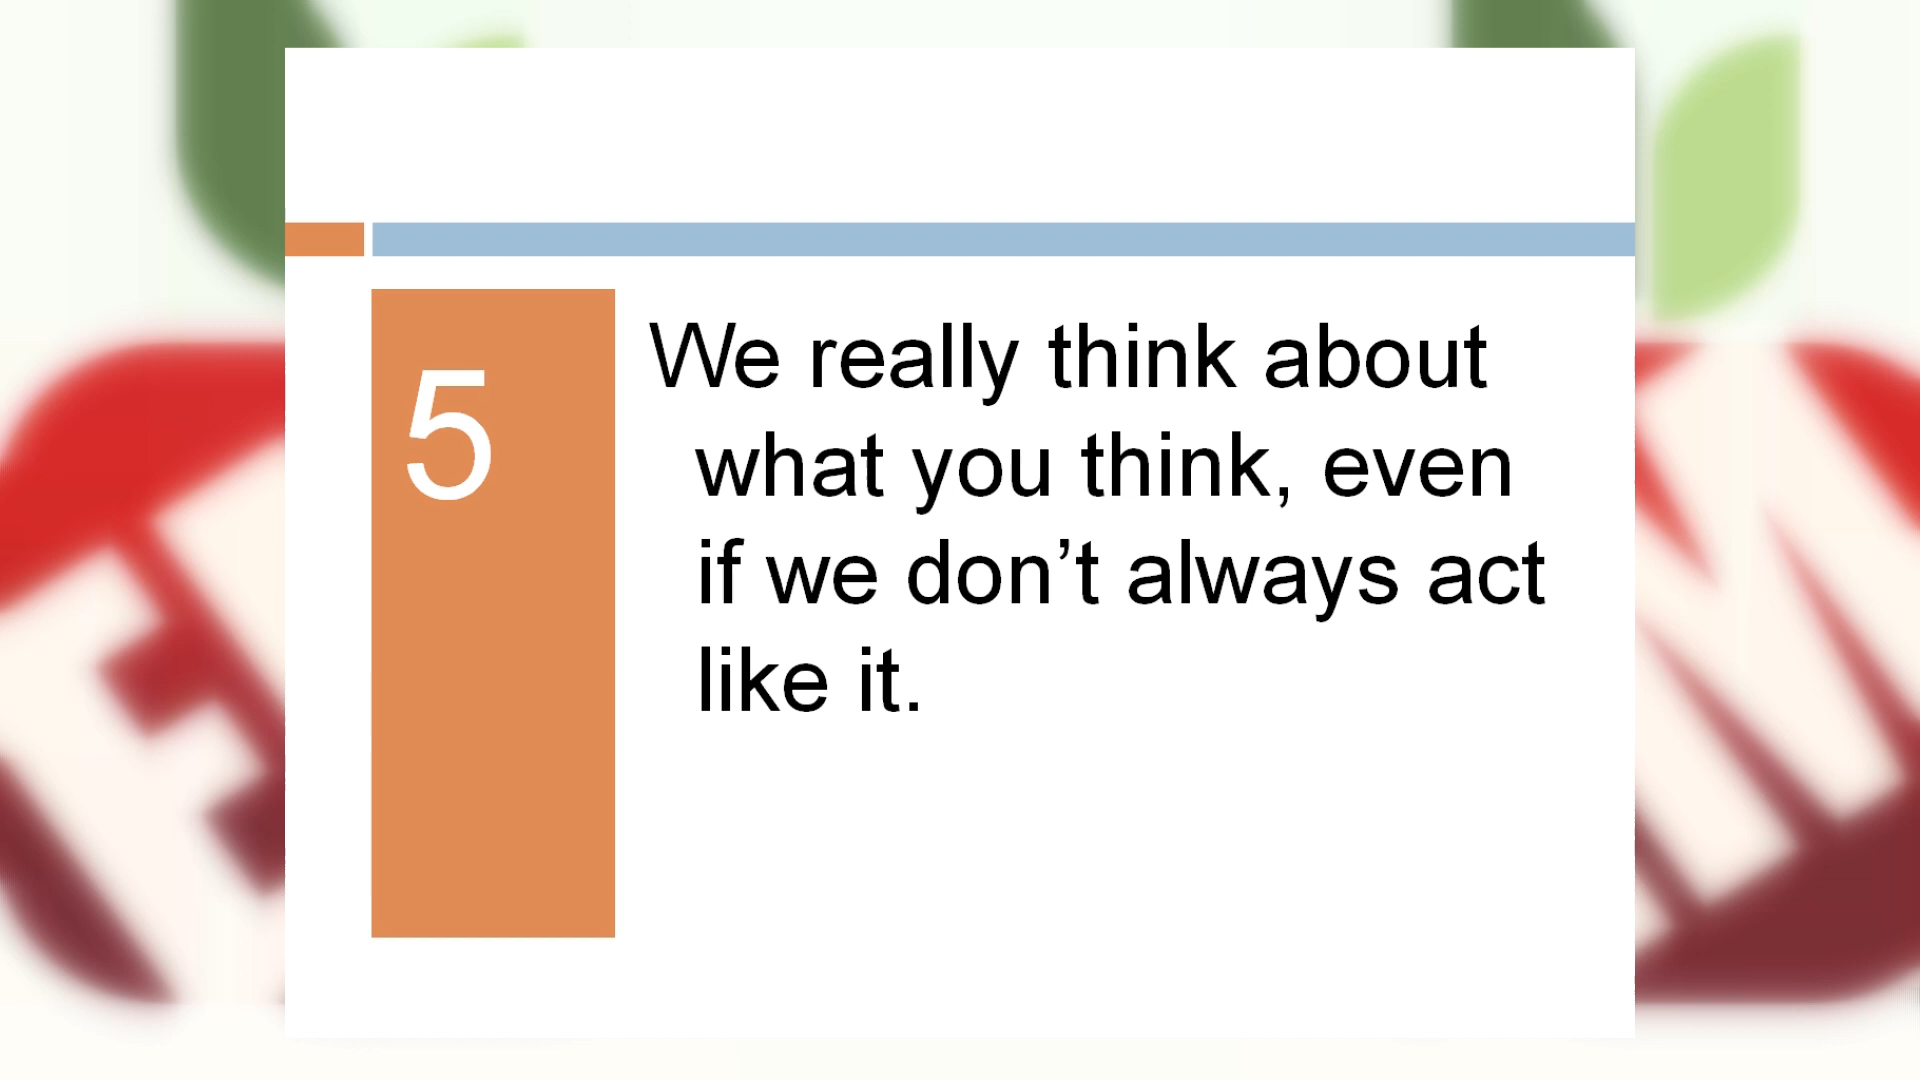 5
We really think about
what you think, even
if we don’t always act
like it.